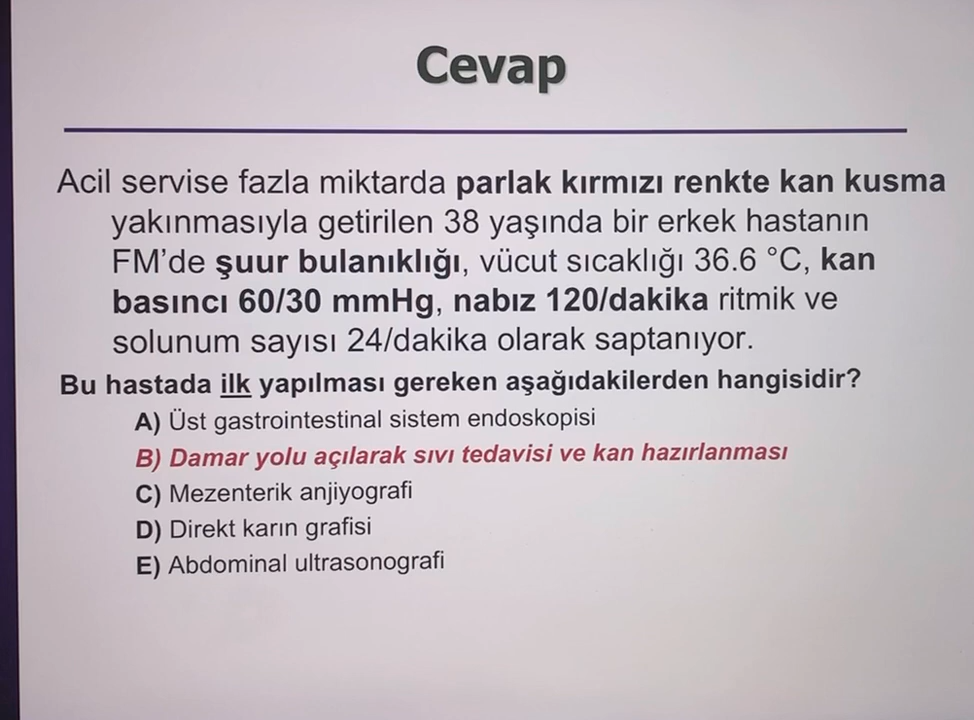 Cevap
Acil servise fazla miktarda parlak kırmızı renkte kan kusma
yakınmasıyla getirilen 38 yaşında bir erkek hastanın
FM'de şuur bulanıklığı, vücut sıcaklığı 36.6 °C, kan
basıncı 60/30 mmHg, nabız 120/dakika ritmik ve
solunum sayısı 24/dakika olarak saptanıyor.
Bu hastada ilk yapılması gereken aşağıdakilerden hangisidir?
A) Üst gastrointestinal sistem endoskopisi
B) Damar yolu açılarak sıvı tedavisi ve kan hazırlanması
C) Mezenterik anjiyografi
D) Direkt karın grafisi
E) Abdominal ultrasonografi